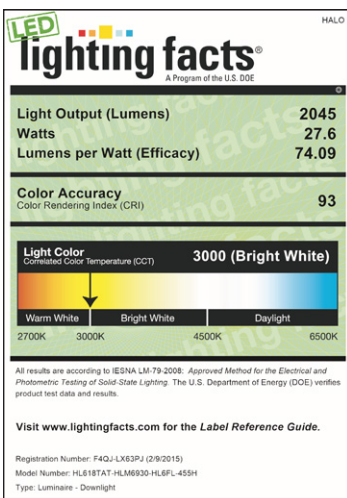 HALO
LED
lighting facts®
A Program of the U.S. DOE
Light Output (Lumens) 2045
Watts 27.6
Lumens per Watt (Efficacy) 74.09
Color Accuracy
Color Rendering Index (CRI) 93
Light Color
Correlated Color Temperature (CCT) 3000 (Bright White)
Warm White Bright White Daylight
2700K 3000K 4500K 6500K
All results are according to IESNA LM-79-2008: Approved Method for the Electrical and
Photometric Testing of Solid-State Lighting. The U.S. Department of Energy (DOE) verifies
product test data and results.
Visit www.lightingfacts.com for the Label Reference Guide.
Registration Number: F4QJ-LX63PJ (2/9/2015)
Model Number: HL618TAT-HLM6930-HL6FL-455H
Type: Luminaire - Downlight